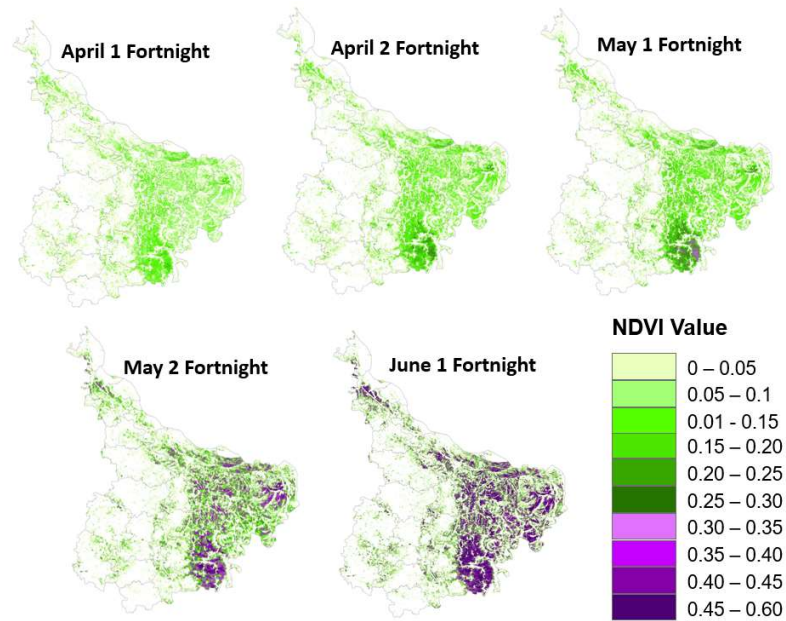 April 1 Fortnight
April 2 Fortnight
May 1 Fortnight
May 2 Fortnight
June 1 Fortnight
NDVI Value
0 – 0.05
0.05 – 0.1
0.01 - 0.15
0.15 – 0.20
0.20 – 0.25
0.25 – 0.30
0.30 – 0.35
0.35 – 0.40
0.40 – 0.45
0.45 – 0.60